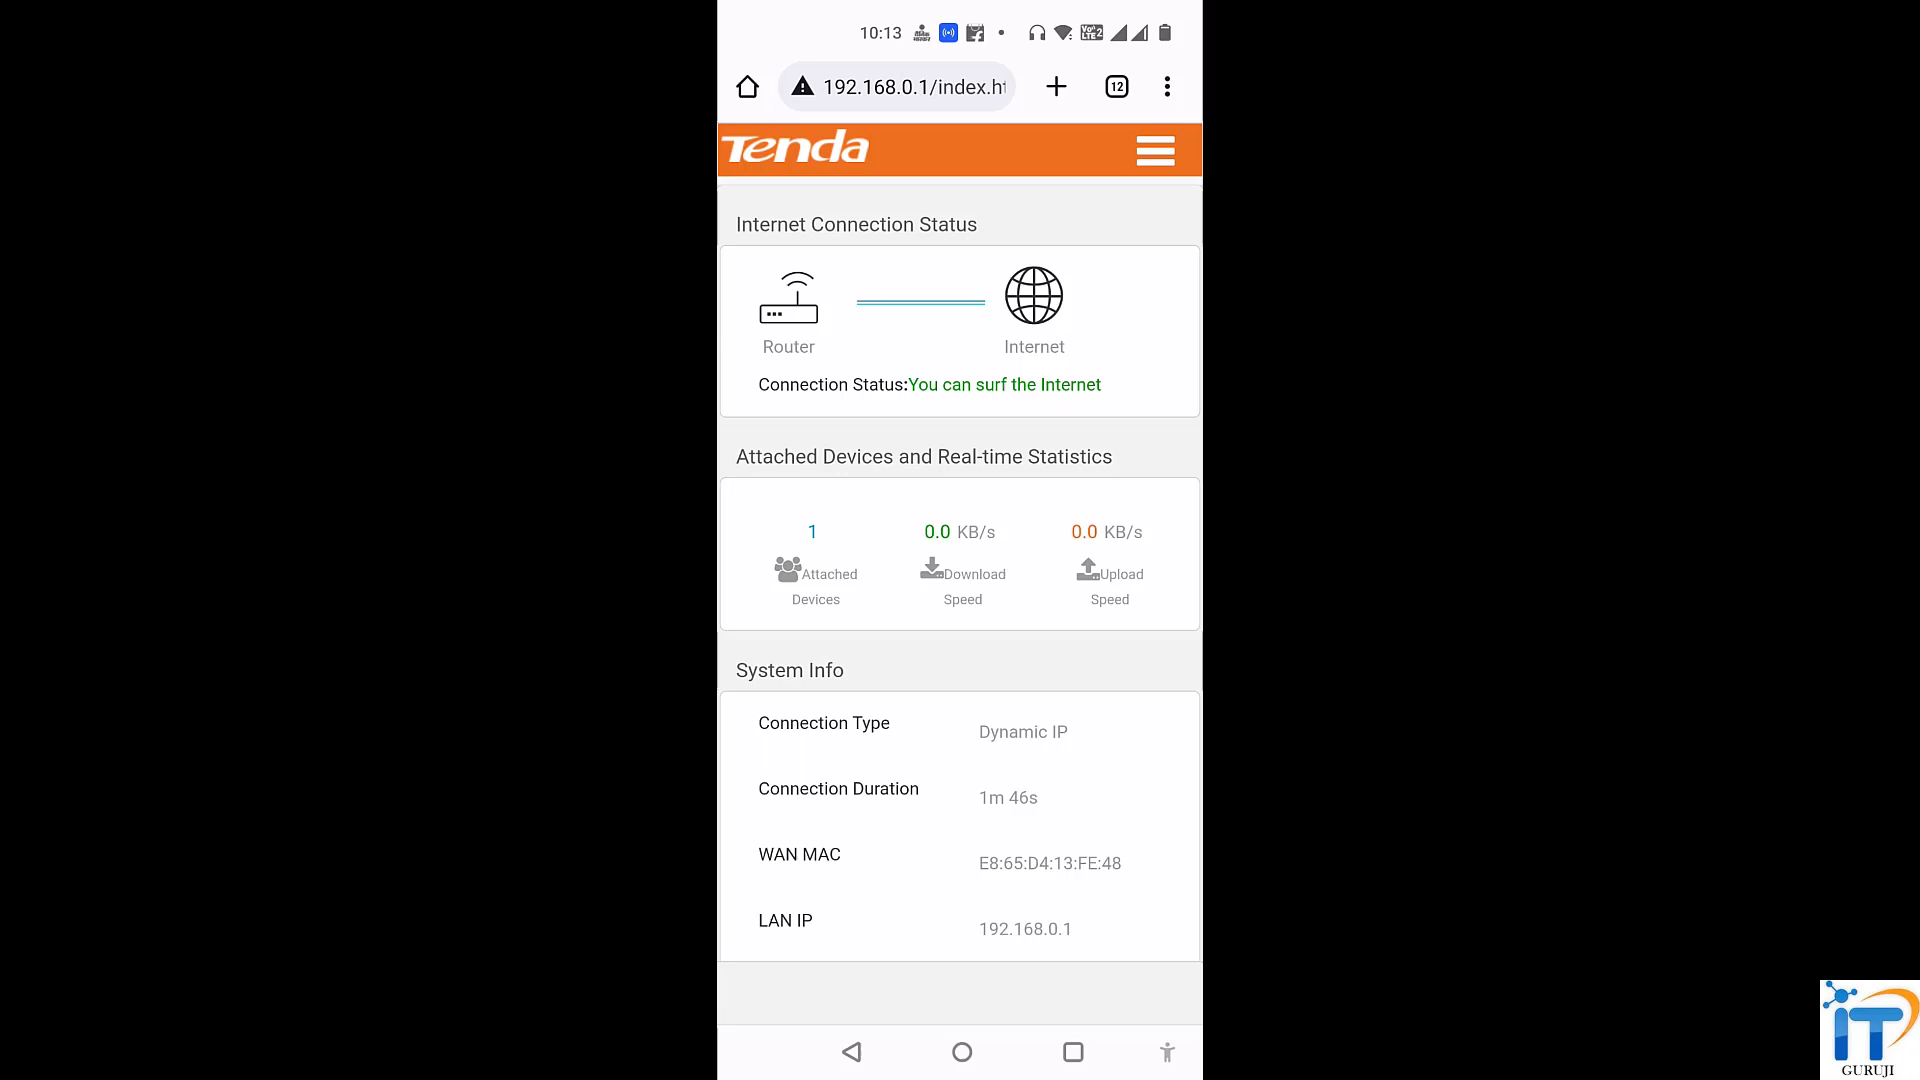 10:13
192.168.0.1/index.ht
12
Tenda
Internet Connection Status
Router
Internet
Connection Status:You can surf the Internet
Attached Devices and Real-time Statistics
1
0.0 KB/s
0.0 KB/s
Attached
Devices
Download
Speed
Upload
Speed
System Info
Connection Type
Dynamic IP
Connection Duration
1m 46s
WAN MAC
E8:65:D4:13:FE:48
LAN IP
192.168.0.1
iT
GURUJI